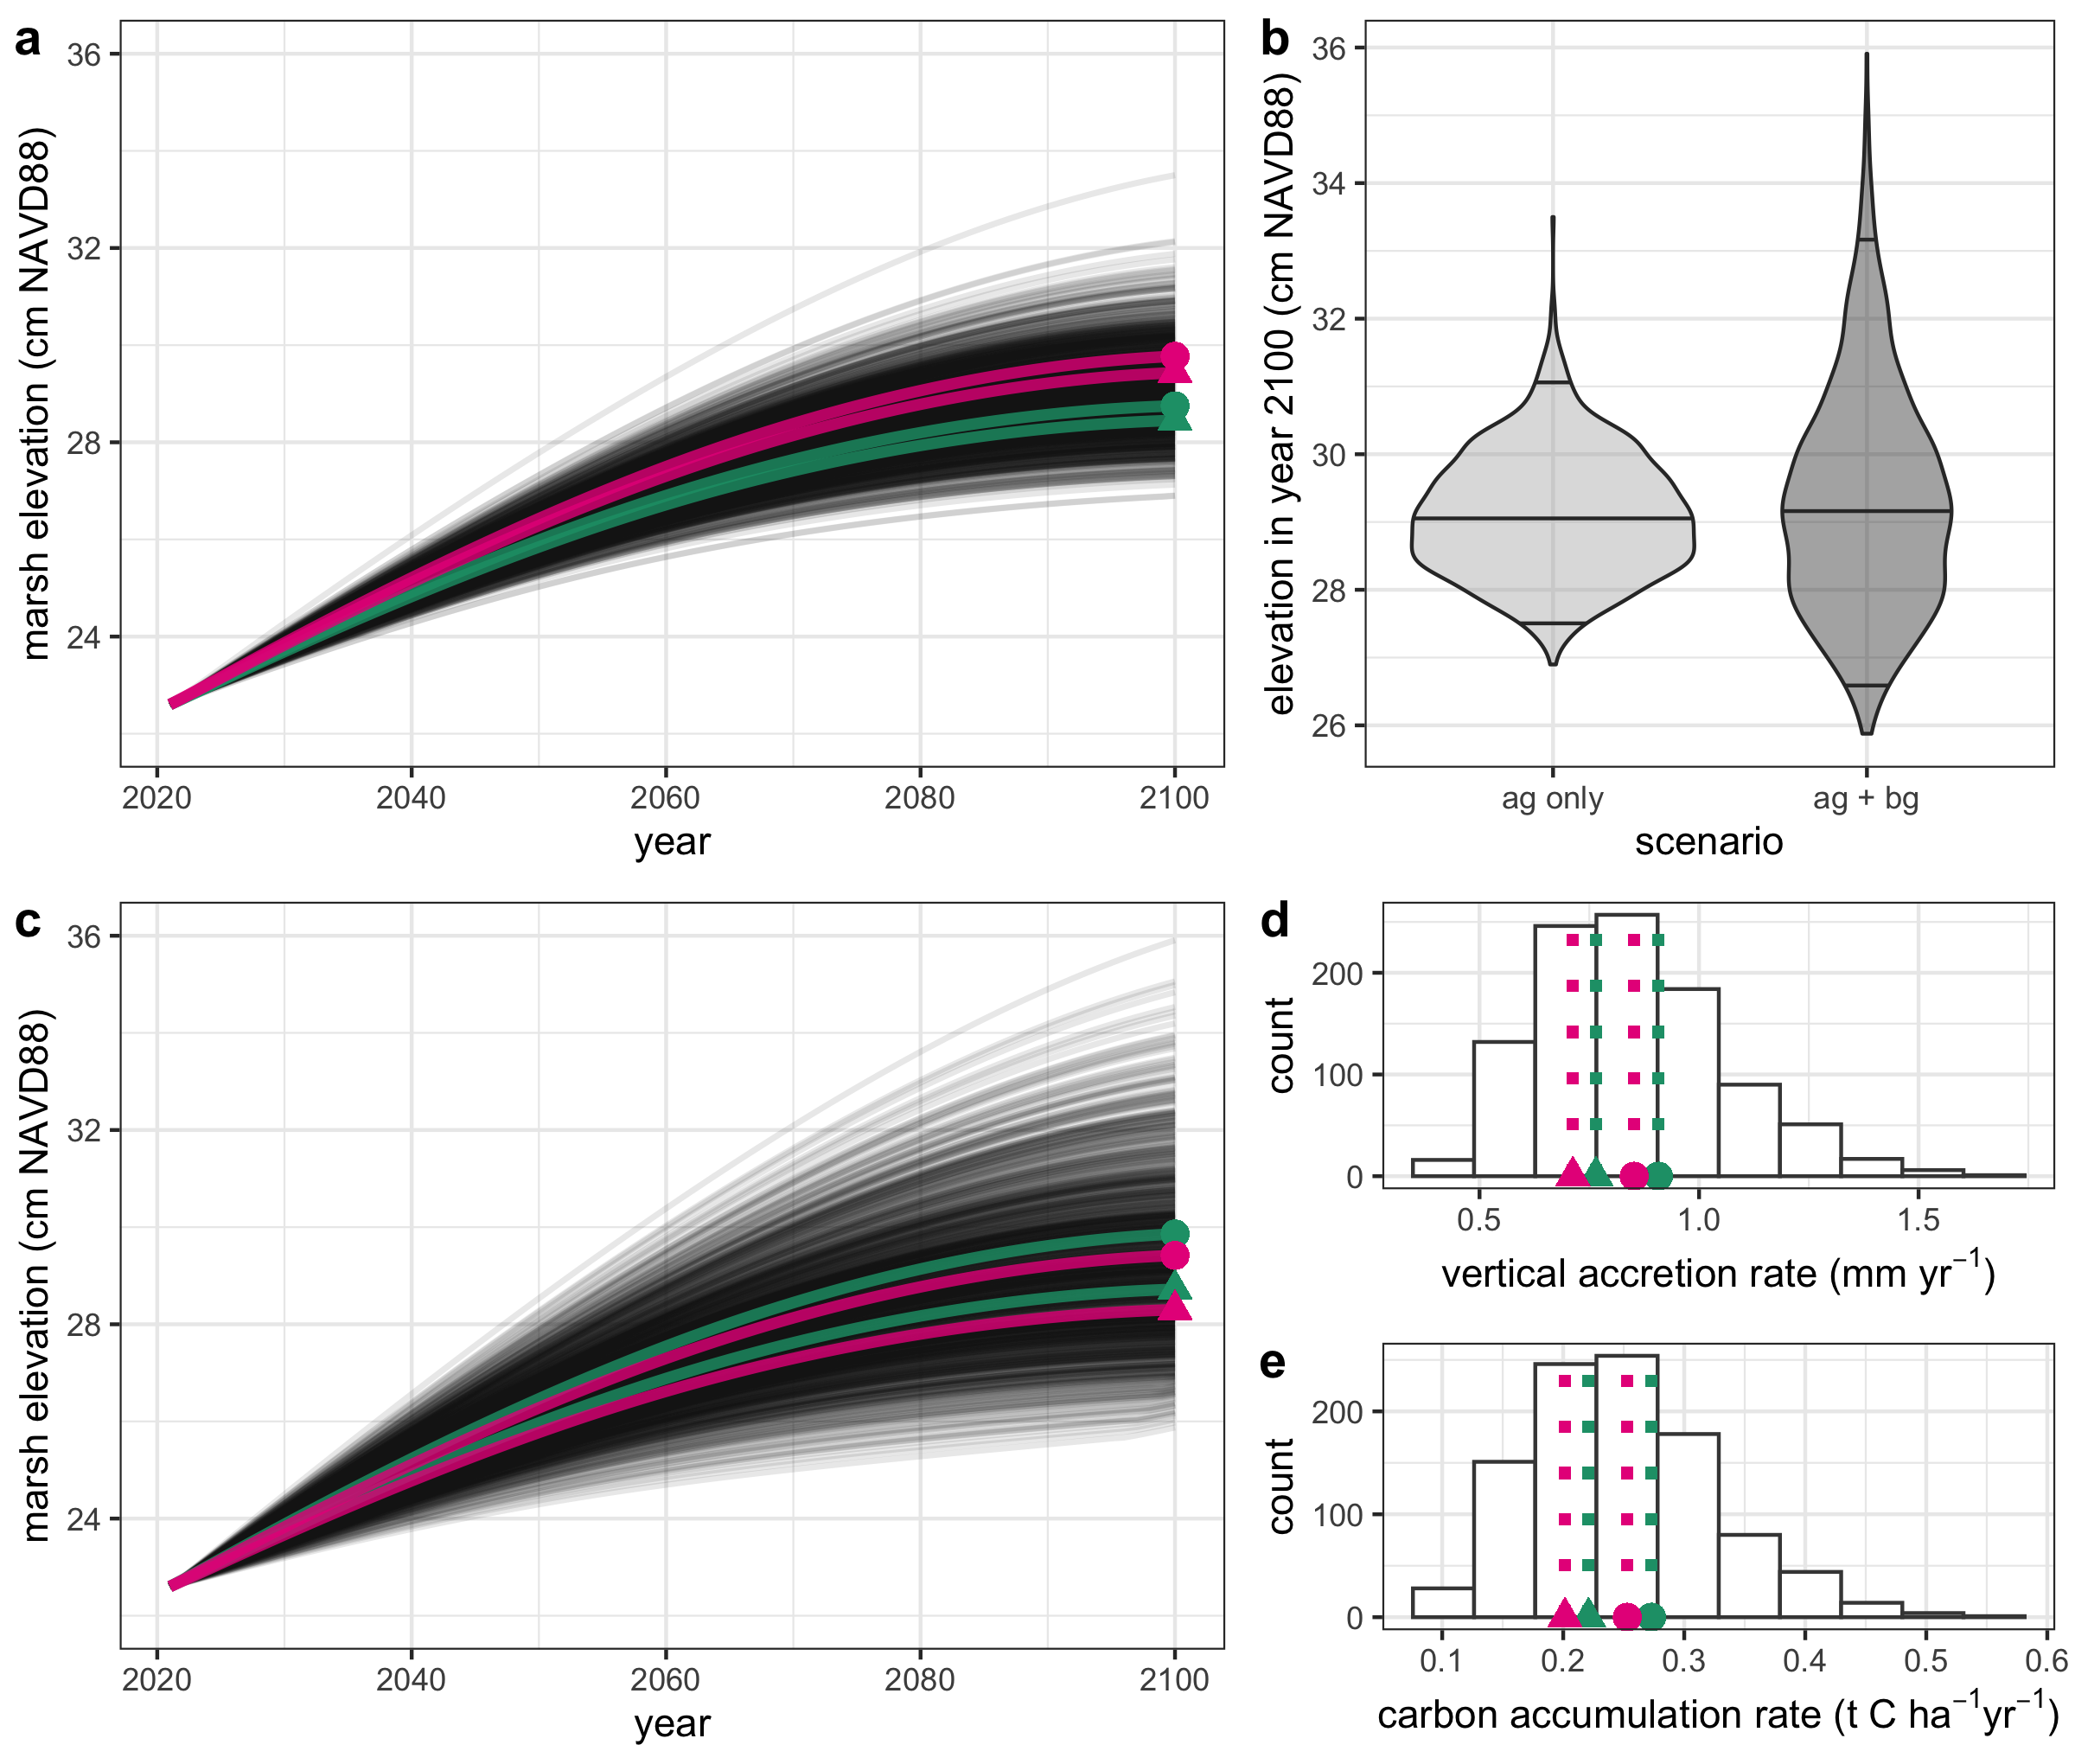 a
marsh elevation (cm NAVD88)
36
32
28
24
2020 2040 2060 2080 2100
year
b
elevation in year 2100 (cm NAVD88)
36
34
32
30
28
26
ag only ag + bg
scenario
c
marsh elevation (cm NAVD88)
36
32
28
24
2020 2040 2060 2080 2100
year
d
count
200
100
0
0.5 1.0 1.5
vertical accretion rate (mm yr⁻¹)
e
count
200
100
0
0.1 0.2 0.3 0.4 0.5 0.6
carbon accumulation rate (t C ha⁻¹yr⁻¹)